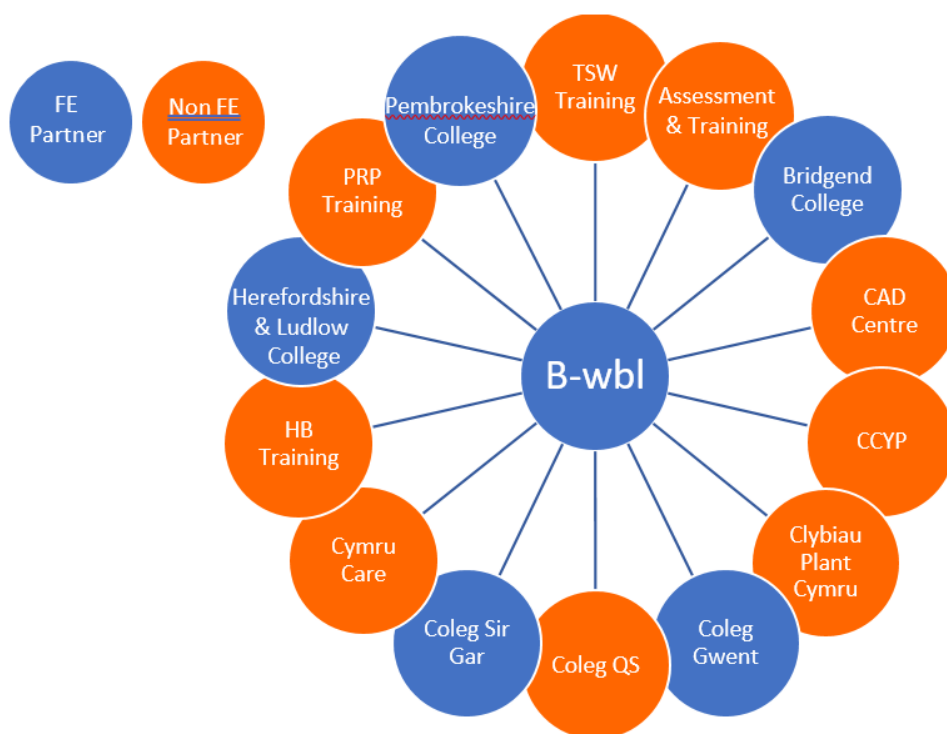 FE
Partner
Non FE
Partner
Pembrokeshire
College
TSW
Training
Assessment
& Training
Bridgend
College
CAD
Centre
CCYP
Clybiau
Plant
Cymru
Coleg
Gwent
Coleg QS
Coleg Sir
Gar
Cymru
Care
HB
Training
Herefordshire
& Ludlow
College
PRP
Training
B-wbl